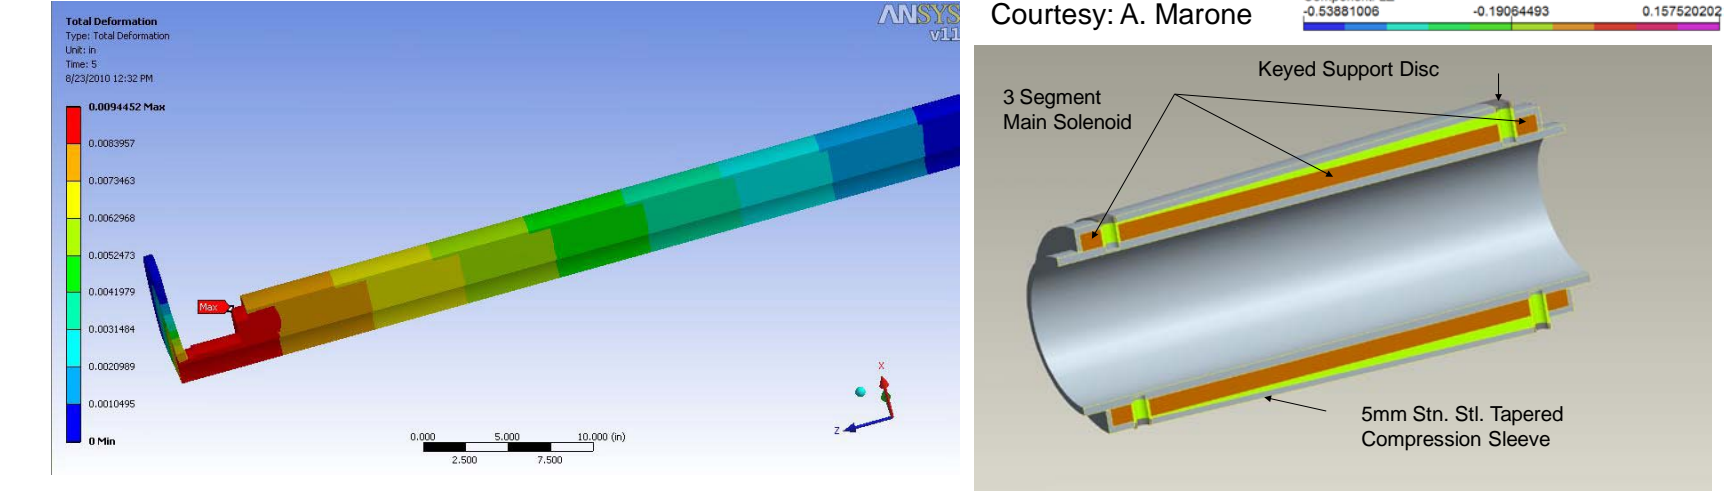 Total Deformation
Type: Total Deformation
Unit: in
Time: 5
8/23/2010 12:32 PM
0.0094452 Max
0.0083957
0.0073463
0.0062968
0.0052473
0.0041979
0.0031484
0.0020989
0.0010495
0 Min
ANSYS
v11
Max
0.000 5.000 10.000 (in)
2.500 7.500
X
Z
Courtesy: A. Marone
-0.53881006 -0.19064493 0.157520202
Keyed Support Disc
3 Segment
Main Solenoid
5mm Stn. Stl. Tapered
Compression Sleeve